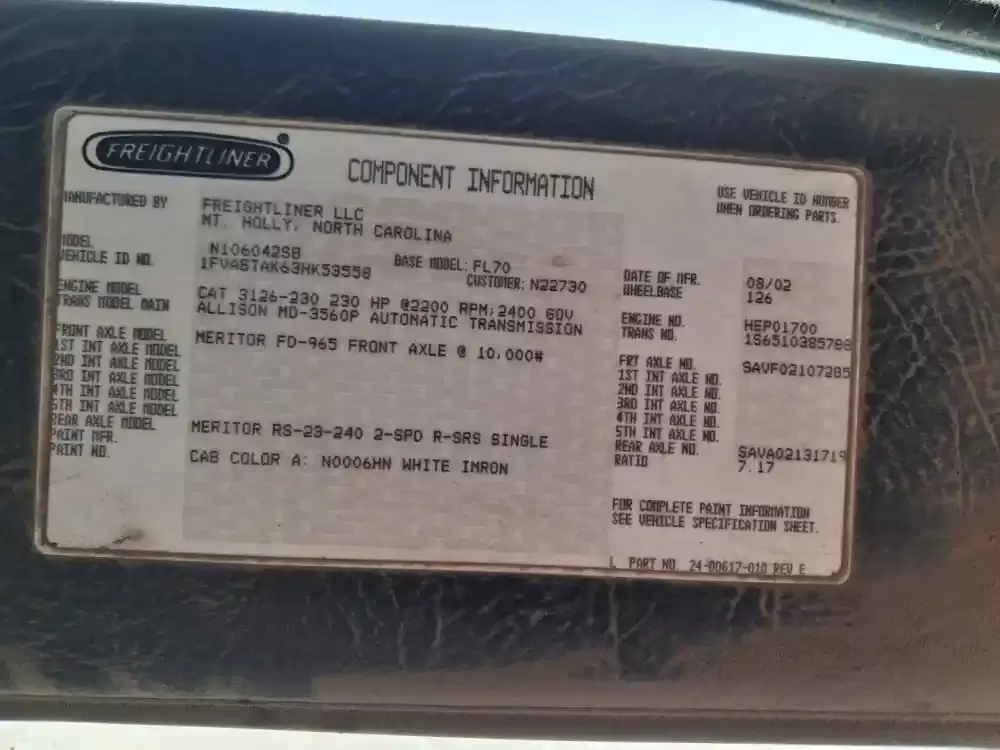 FREIGHTLINER
COMPONENT INFORMATION
USE VEHICLE ID NUMBER
WHEN ORDERING PARTS.
MANUFACTURED BY FREIGHTLINER LLC
MT. HOLLY, NORTH CAROLINA
MODEL N106042SB BASE MODEL: FL70 DATE OF MFR. 08/02
VEHICLE ID NO. 1FVABTAK63HK53558 CUSTOMER: N22730 WHEELBASE 126
ENGINE MODEL CAT 3126-230 230 HP @2200 RPM; 2400 GOV ENGINE NO. HEP01700
TRANS MODEL MAIN ALLISON MD-3560P AUTOMATIC TRANSMISSION TRANS NO. 1S6510385788
FRONT AXLE MODEL MERITOR FD-965 FRONT AXLE @ 10,000# FRT AXLE NO. SAVF02107285
1ST INT AXLE MODEL 1ST INT AXLE NO.
2ND INT AXLE MODEL 2ND INT AXLE NO.
3RD INT AXLE MODEL 3RD INT AXLE NO.
4TH INT AXLE MODEL 4TH INT AXLE NO.
5TH INT AXLE MODEL 5TH INT AXLE NO.
REAR AXLE MODEL MERITOR RS-23-240 2-SPD R-SRS SINGLE REAR AXLE NO. SAVA02131719
PAINT MFR. RATIO 7.17
PAINT NO. CAB COLOR A: N0006HN WHITE IMRON
FOR COMPLETE PAINT INFORMATION
SEE VEHICLE SPECIFICATION SHEET.
PART NO. 24-00617-010 REV E